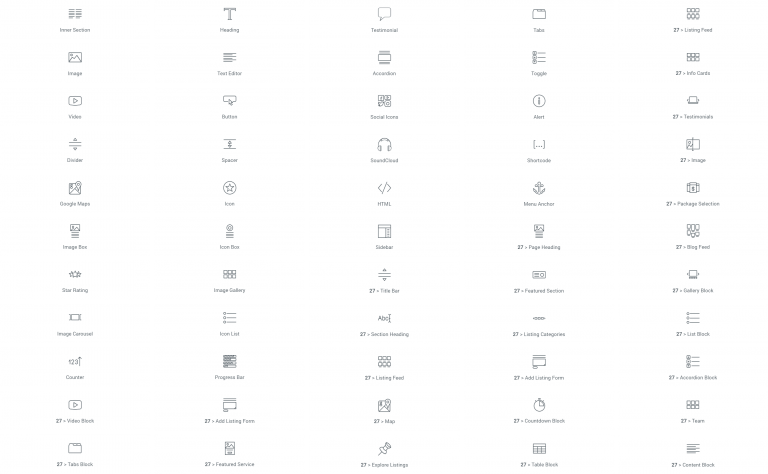 Inner Section
Heading
Testimonial
Tabs
27 > Listing Feed
Image
Text Editor
Accordion
Toggle
27 > Info Cards
Video
Button
Social Icons
Alert
27 > Testimonials
Divider
Spacer
SoundCloud
[...]
Shortcode
27 > Image
Google Maps
Icon
HTML
Menu Anchor
27 > Package Selection
Image Box
Icon Box
Sidebar
27 > Page Heading
27 > Blog Feed
Star Rating
Image Gallery
27 > Title Bar
27 > Featured Section
27 > Gallery Block
Image Carousel
Icon List
Abc
27 > Section Heading
27 > Listing Categories
27 > List Block
123
Counter
Progress Bar
27 > Listing Feed
27 > Add Listing Form
27 > Accordion Block
27 > Video Block
27 > Add Listing Form
27 > Map
27 > Countdown Block
27 > Team
27 > Tabs Block
27 > Featured Service
27 > Explore Listings
27 > Table Block
27 > Content Block